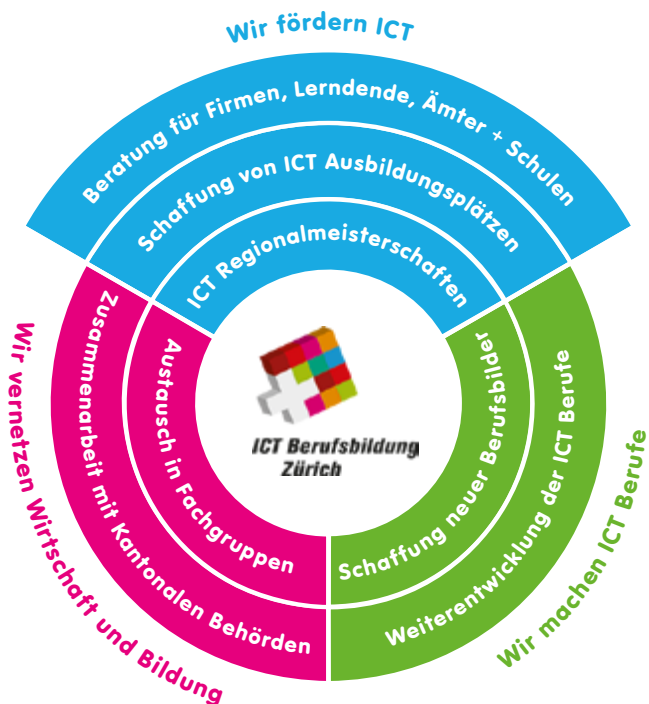 Wir fördern ICT
Beratung für Firmen, Lerndende, Ämter + Schulen
Schaffung von ICT Ausbildungsplätzen
ICT Regionalmeisterschaften
Wir vernetzen Wirtschaft und Bildung
Zusammenarbeit mit Kantonalen Behörden
Austausch in Fachgruppen
ICT Berufsbildung
Zürich
Schaffung neuer Berufsbilder
Weiterentwicklung der ICT Berufe
Wir machen ICT Berufe